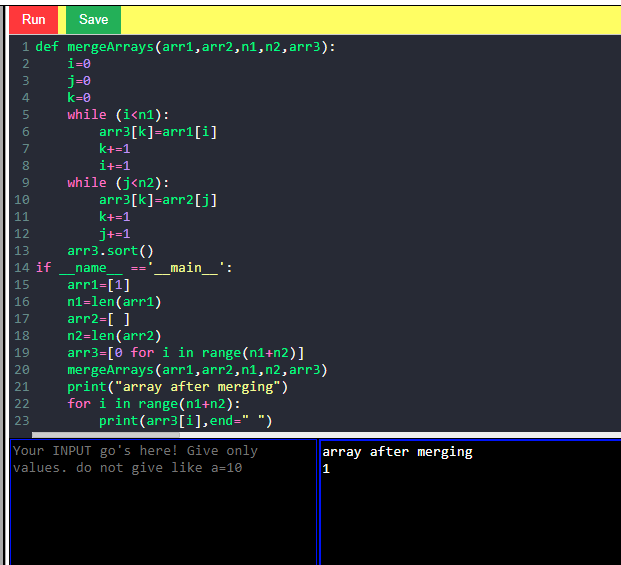 Run Save
1 def mergeArrays(arr1,arr2,n1,n2,arr3):
2     i=0
3     j=0
4     k=0
5     while (i<n1):
6         arr3[k]=arr1[i]
7         k+=1
8         i+=1
9     while (j<n2):
10         arr3[k]=arr2[j]
11         k+=1
12         j+=1
13     arr3.sort()
14 if __name__ =='__main__':
15     arr1=[1]
16     n1=len(arr1)
17     arr2=[ ]
18     n2=len(arr2)
19     arr3=[0 for i in range(n1+n2)]
20     mergeArrays(arr1,arr2,n1,n2,arr3)
21     print("array after merging")
22     for i in range(n1+n2):
23         print(arr3[i],end=" ")
Your INPUT go's here! Give only
values. do not give like a=10
array after merging
1